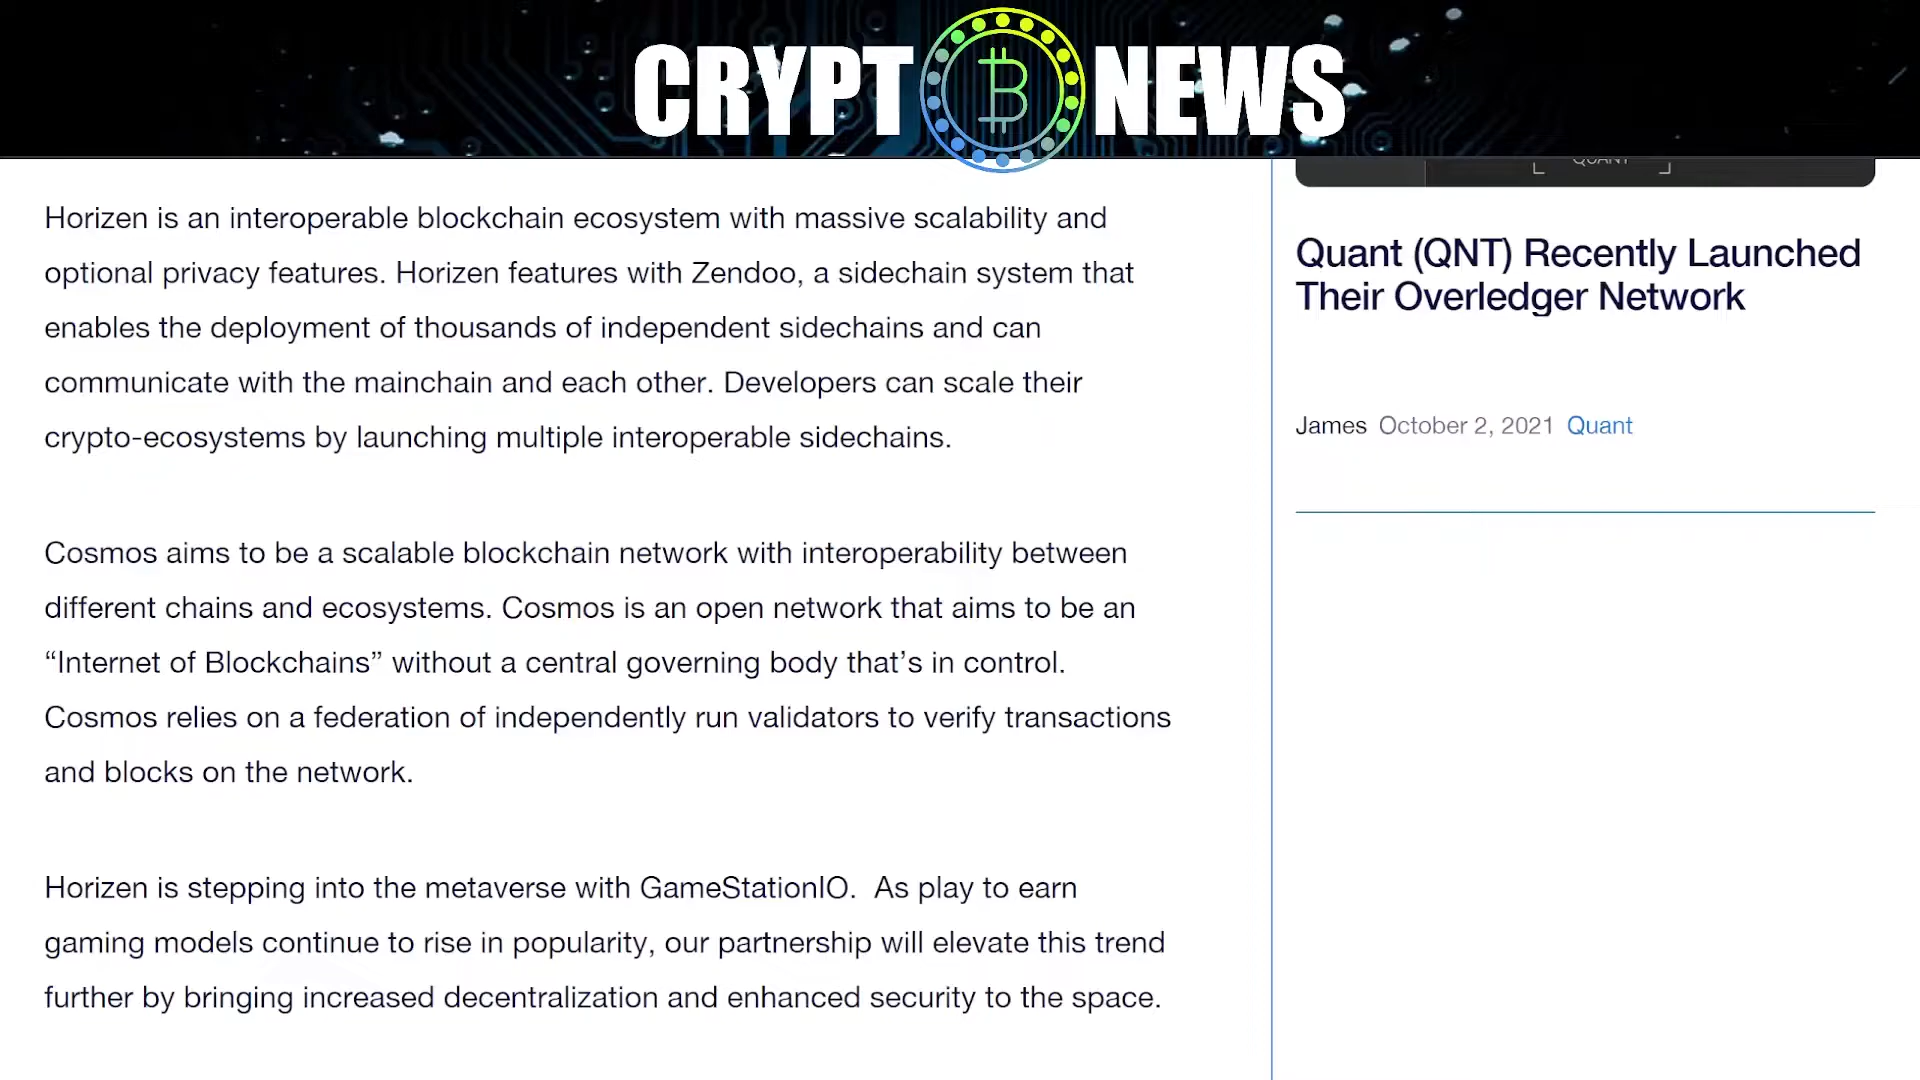 CRYPT NEWS
QUANT
Horizen is an interoperable blockchain ecosystem with massive scalability and
optional privacy features. Horizen features with Zendoo, a sidechain system that
enables the deployment of thousands of independent sidechains and can
communicate with the mainchain and each other. Developers can scale their
crypto-ecosystems by launching multiple interoperable sidechains.
Cosmos aims to be a scalable blockchain network with interoperability between
different chains and ecosystems. Cosmos is an open network that aims to be an
“Internet of Blockchains” without a central governing body that’s in control.
Cosmos relies on a federation of independently run validators to verify transactions
and blocks on the network.
Horizen is stepping into the metaverse with GameStationIO.  As play to earn
gaming models continue to rise in popularity, our partnership will elevate this trend
further by bringing increased decentralization and enhanced security to the space.
Quant (QNT) Recently Launched
Their Overledger Network
James October 2, 2021 Quant